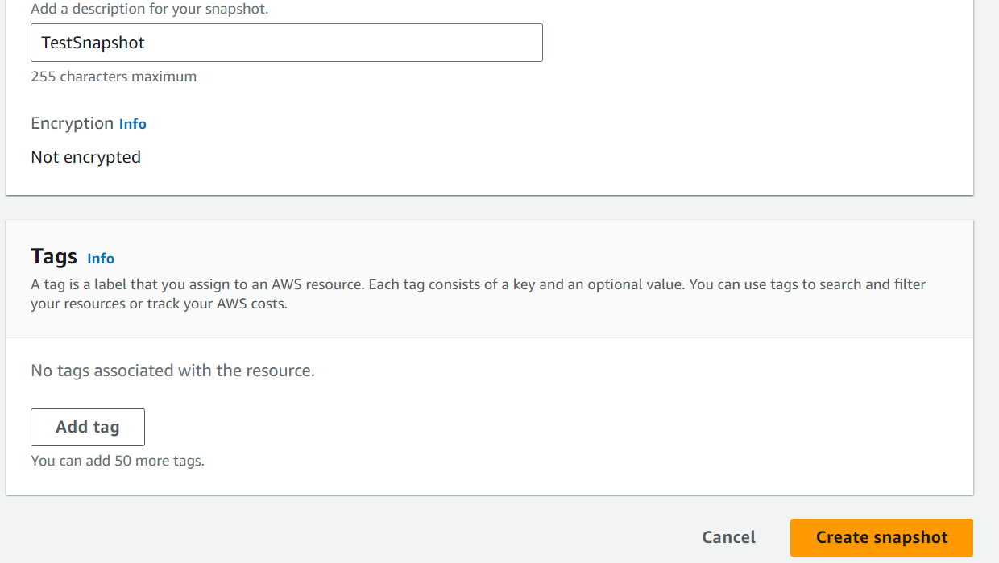 Add a description for your snapshot.
TestSnapshot
255 characters maximum
Encryption Info
Not encrypted
Tags Info
A tag is a label that you assign to an AWS resource. Each tag consists of a key and an optional value. You can use tags to search and filter
your resources or track your AWS costs.
No tags associated with the resource.
Add tag
You can add 50 more tags.
Cancel Create snapshot